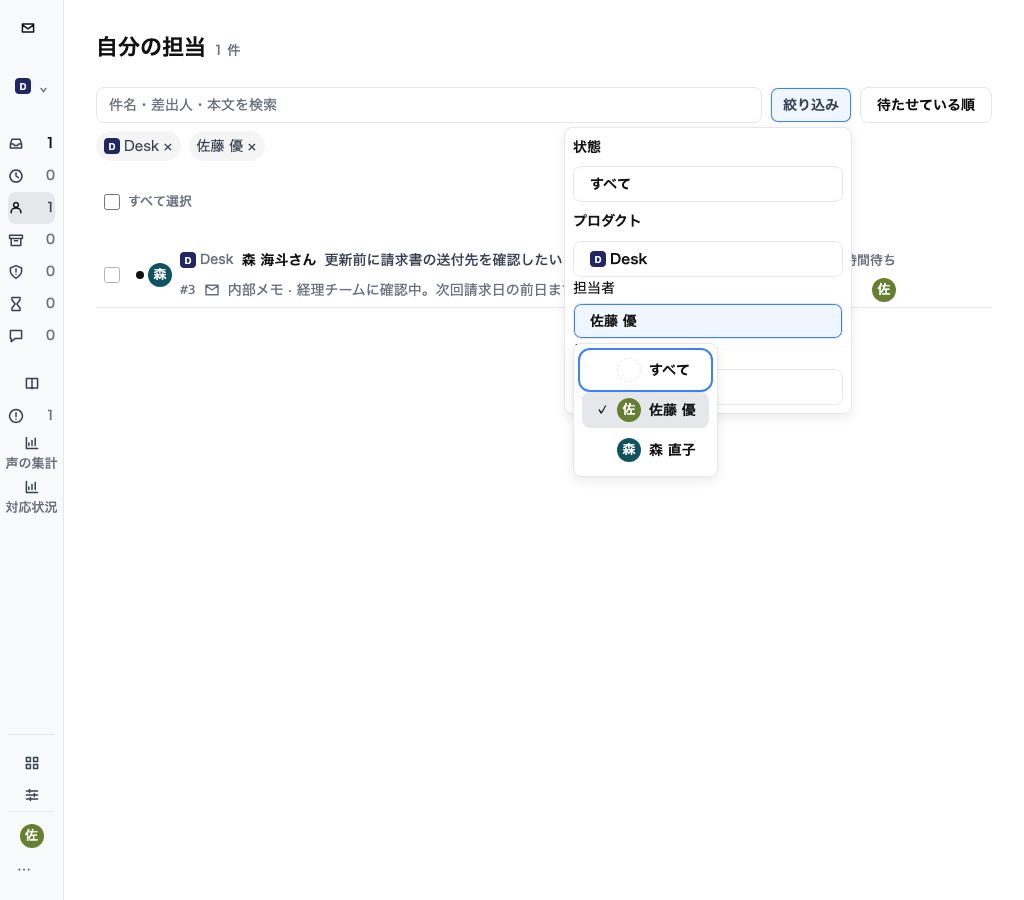 自分の担当 1 件
D
件名・差出人・本文を検索
絞り込み
待たせている順
D Desk ×
佐藤 優 ×
1
0
1
0
0
0
0
1
声の集計
対応状況
佐
…
すべて選択
森
D Desk 森 海斗さん 更新前に請求書の送付先を確認したい
時間待ち
#3 内部メモ · 経理チームに確認中。次回請求日の前日ま
佐
状態
すべて
プロダクト
D Desk
担当者
佐藤 優
すべて
✓ 佐 佐藤 優
森 森 直子